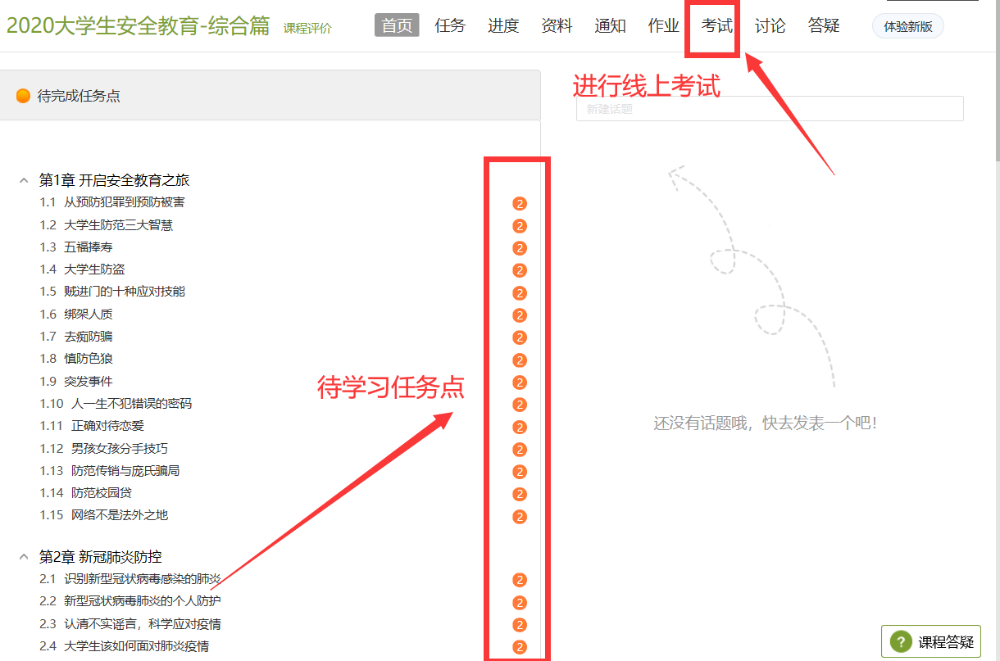 2020大学生安全教育-综合篇 课程评价 首页 任务 进度 资料 通知 作业 考试 讨论 答疑 体验新版
进行线上考试
待完成任务点
新建话题
第1章 开启安全教育之旅
1.1 从预防犯罪到预防被害 2
1.2 大学生防范三大智慧 2
1.3 五福捧寿 2
1.4 大学生防盗 2
1.5 贼进门的十种应对技能 2
1.6 绑架人质 2
1.7 去痴防骗 2
1.8 慎防色狼 2
1.9 突发事件 2
待学习任务点
1.10 人一生不犯错误的密码 2
1.11 正确对待恋爱 2
还没有话题哦，快去发表一个吧！
1.12 男孩女孩分手技巧 2
1.13 防范传销与庞氏骗局 2
1.14 防范校园贷 2
1.15 网络不是法外之地 2
第2章 新冠肺炎防控
2.1 识别新型冠状病毒感染的肺炎 2
2.2 新型冠状病毒肺炎的个人防护 2
2.3 认清不实谣言，科学应对疫情 2
2.4 大学生该如何面对肺炎疫情 2
? 课程答疑